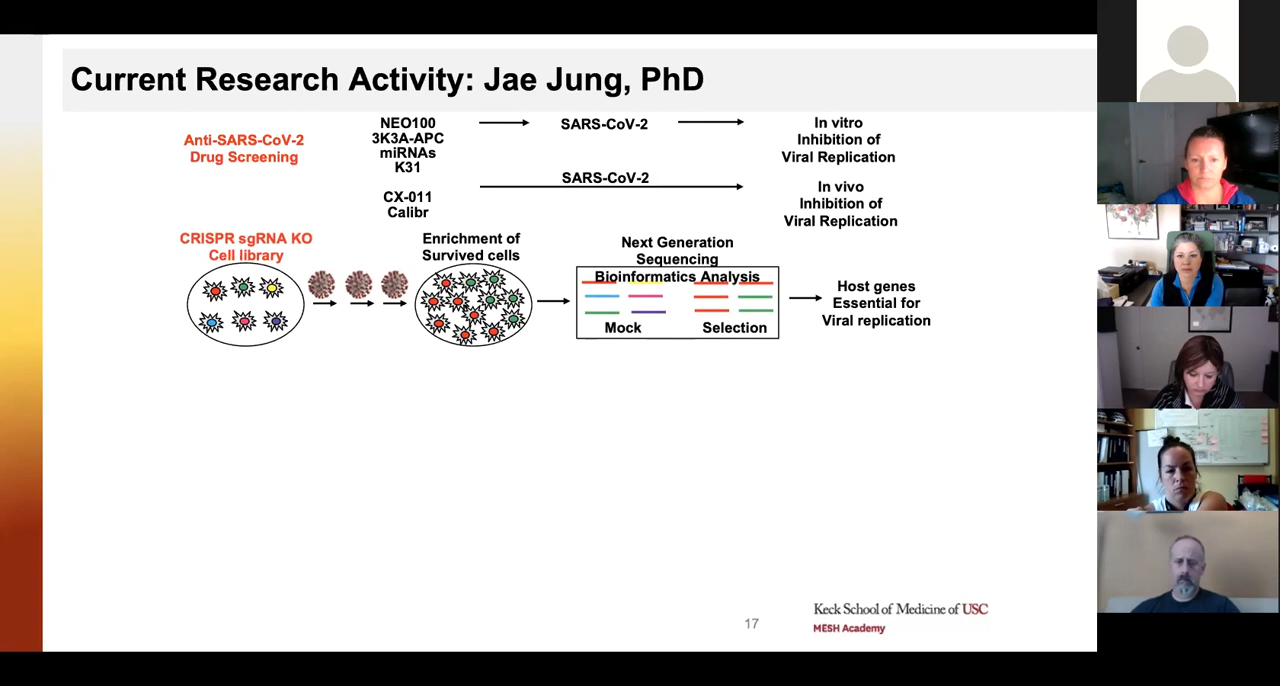 Current Research Activity: Jae Jung, PhD
Anti-SARS-CoV-2
Drug Screening
NEO100
3K3A-APC
miRNAs
K31
SARS-CoV-2
In vitro
Inhibition of
Viral Replication
CX-011
Calibr
SARS-CoV-2
In vivo
Inhibition of
Viral Replication
CRISPR sgRNA KO
Cell library
Enrichment of
Survived cells
Next Generation
Sequencing
Bioinformatics Analysis
Mock
Selection
Host genes
Essential for
Viral replication
17
Keck School of Medicine of USC
MESH Academy